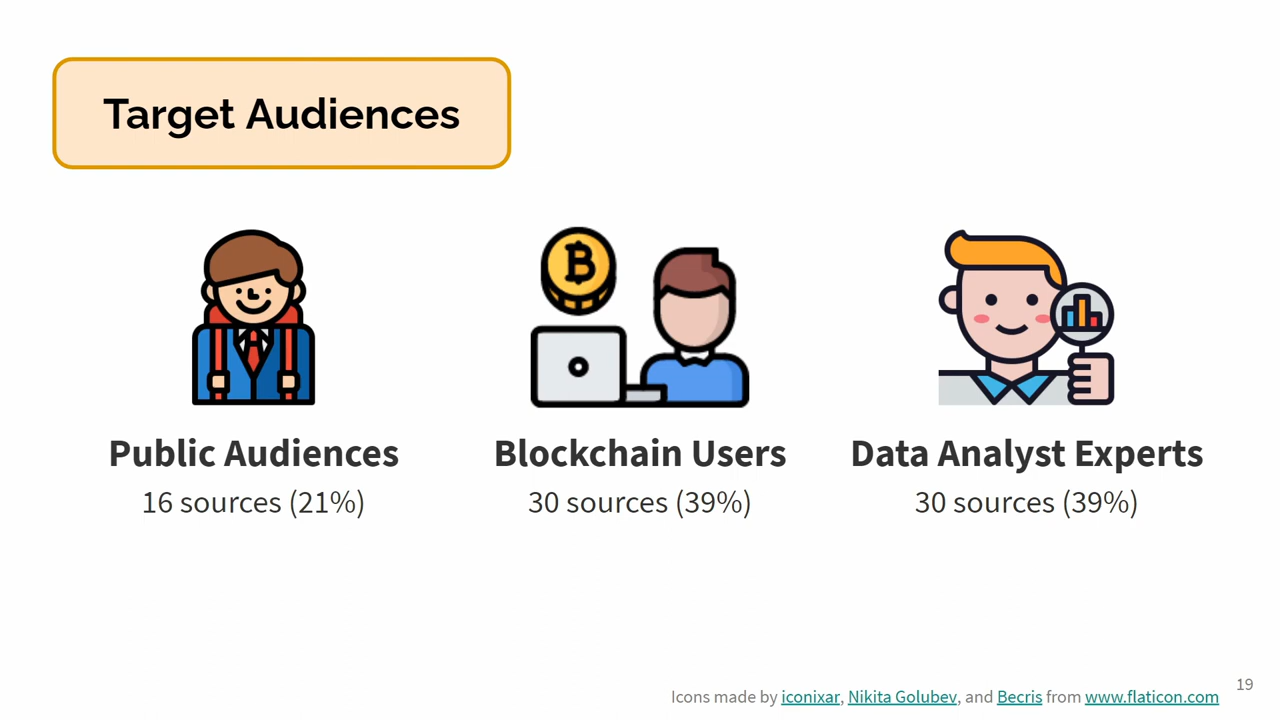 Target Audiences
Public Audiences
16 sources (21%)
Blockchain Users
30 sources (39%)
Data Analyst Experts
30 sources (39%)
Icons made by iconixar, Nikita Golubev, and Becris from www.flaticon.com
19